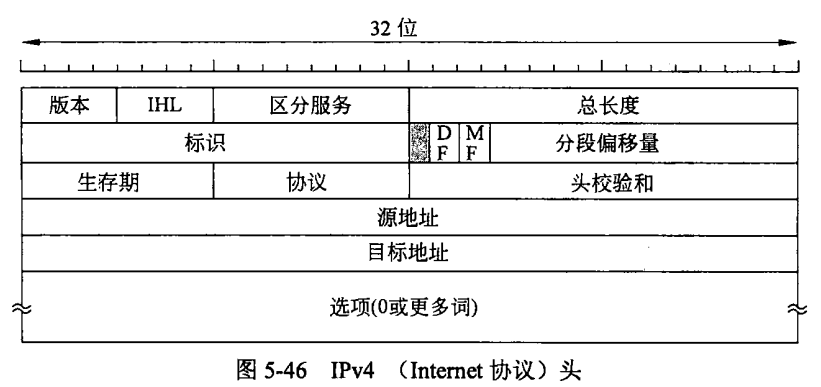 32 位
版本 IHL 区分服务 总长度
标识 DF MF 分段偏移量
生存期 协议 头校验和
源地址
目标地址
选项(0或更多词)
图 5-46 IPv4 （Internet 协议）头